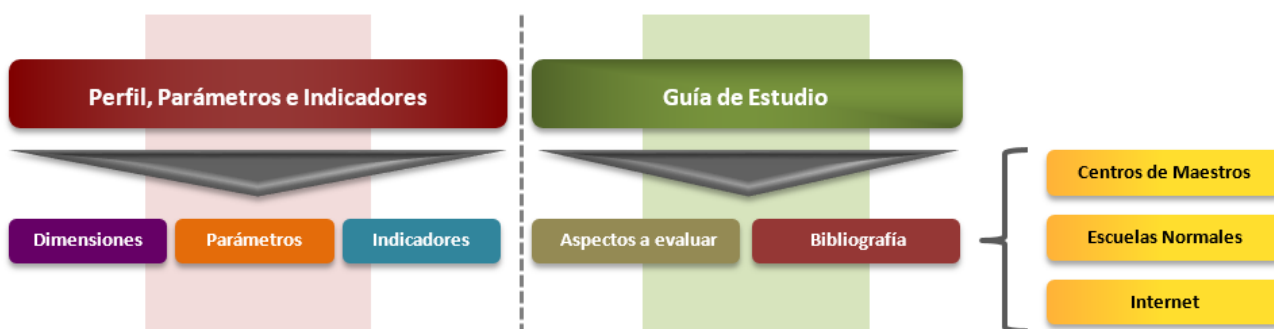 Perfil, Parámetros e Indicadores
Guía de Estudio
Dimensiones
Parámetros
Indicadores
Aspectos a evaluar
Bibliografía
Centros de Maestros
Escuelas Normales
Internet